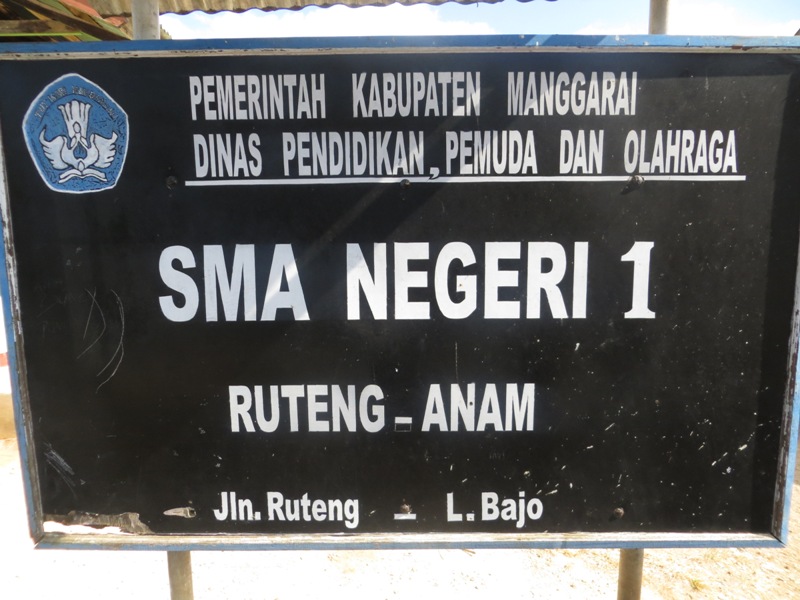 PEMERINTAH KABUPATEN MANGGARAI
DINAS PENDIDIKAN, PEMUDA DAN OLAHRAGA
SMA NEGERI 1
RUTENG - ANAM
Jln. Ruteng - L. Bajo